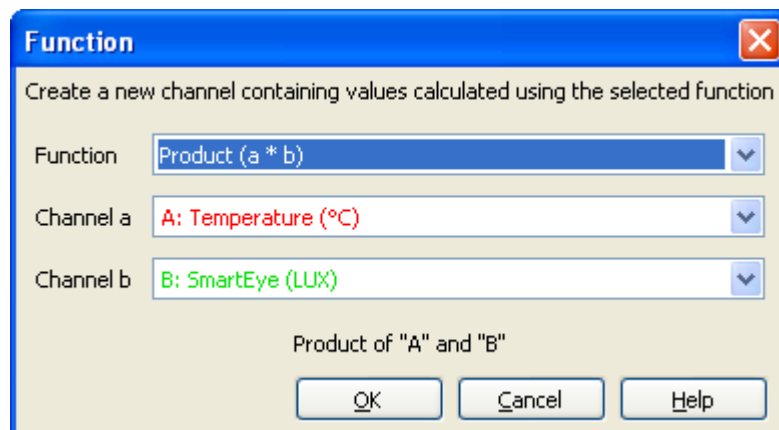 Function
Create a new channel containing values calculated using the selected function
Function Product (a * b)
Channel a A: Temperature (°C)
Channel b B: SmartEye (LUX)
Product of "A" and "B"
OK Cancel Help